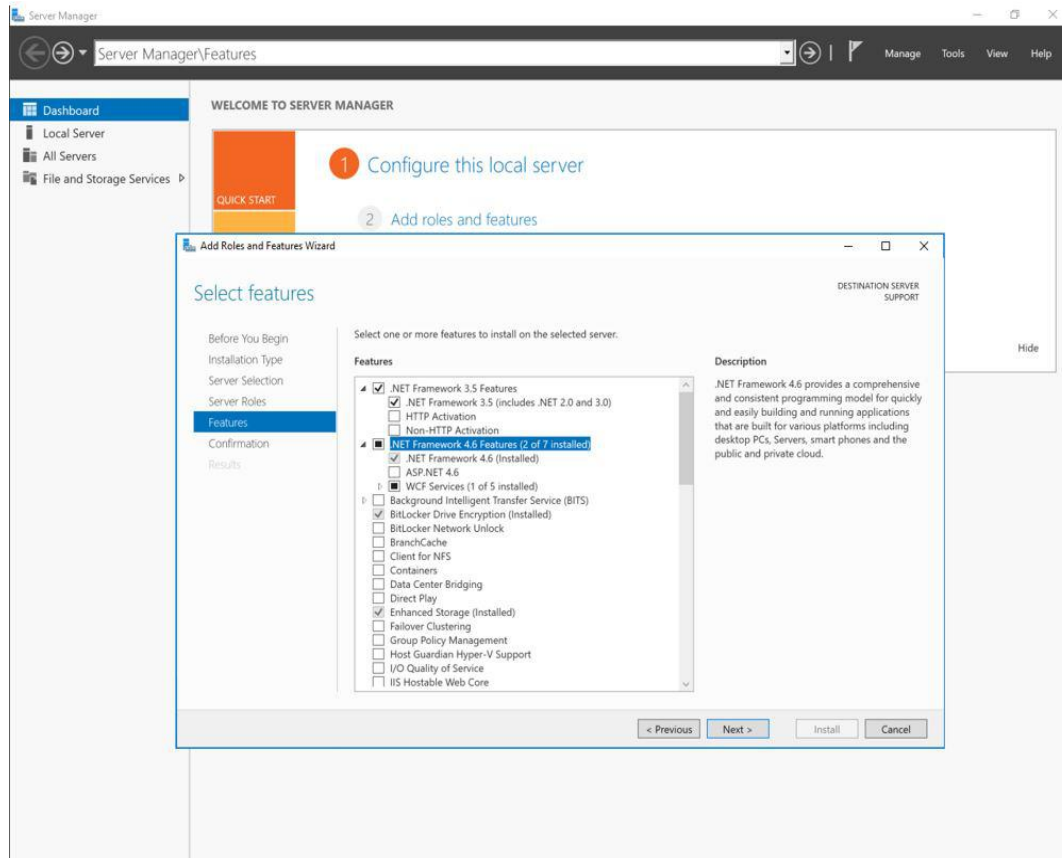 Server Manager
Server Manager\Features
Manage Tools View Help
Dashboard
Local Server
All Servers
File and Storage Services
WELCOME TO SERVER MANAGER
QUICK START
1 Configure this local server
2 Add roles and features
Hide
Add Roles and Features Wizard
Select features
DESTINATION SERVER
SUPPORT
Before You Begin
Installation Type
Server Selection
Server Roles
Features
Confirmation
Results
Select one or more features to install on the selected server.
Features
.NET Framework 3.5 Features
.NET Framework 3.5 (includes .NET 2.0 and 3.0)
HTTP Activation
Non-HTTP Activation
.NET Framework 4.6 Features (2 of 7 installed)
.NET Framework 4.6 (Installed)
ASP.NET 4.6
WCF Services (1 of 5 installed)
Background Intelligent Transfer Service (BITS)
BitLocker Drive Encryption (Installed)
BitLocker Network Unlock
BranchCache
Client for NFS
Containers
Data Center Bridging
Direct Play
Enhanced Storage (Installed)
Failover Clustering
Group Policy Management
Host Guardian Hyper-V Support
I/O Quality of Service
IIS Hostable Web Core
Description
.NET Framework 4.6 provides a comprehensive
and consistent programming model for quickly
and easily building and running applications
that are built for various platforms including
desktop PCs, Servers, smart phones and the
public and private cloud.
< Previous Next > Install Cancel